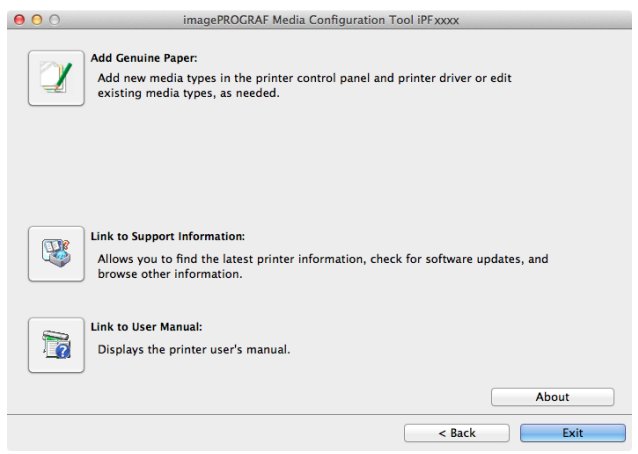 imagePROGRAF Media Configuration Tool iPFxxxx
Add Genuine Paper:
Add new media types in the printer control panel and printer driver or edit
existing media types, as needed.
Link to Support Information:
Allows you to find the latest printer information, check for software updates, and
browse other information.
Link to User Manual:
Displays the printer user's manual.
About
< Back
Exit